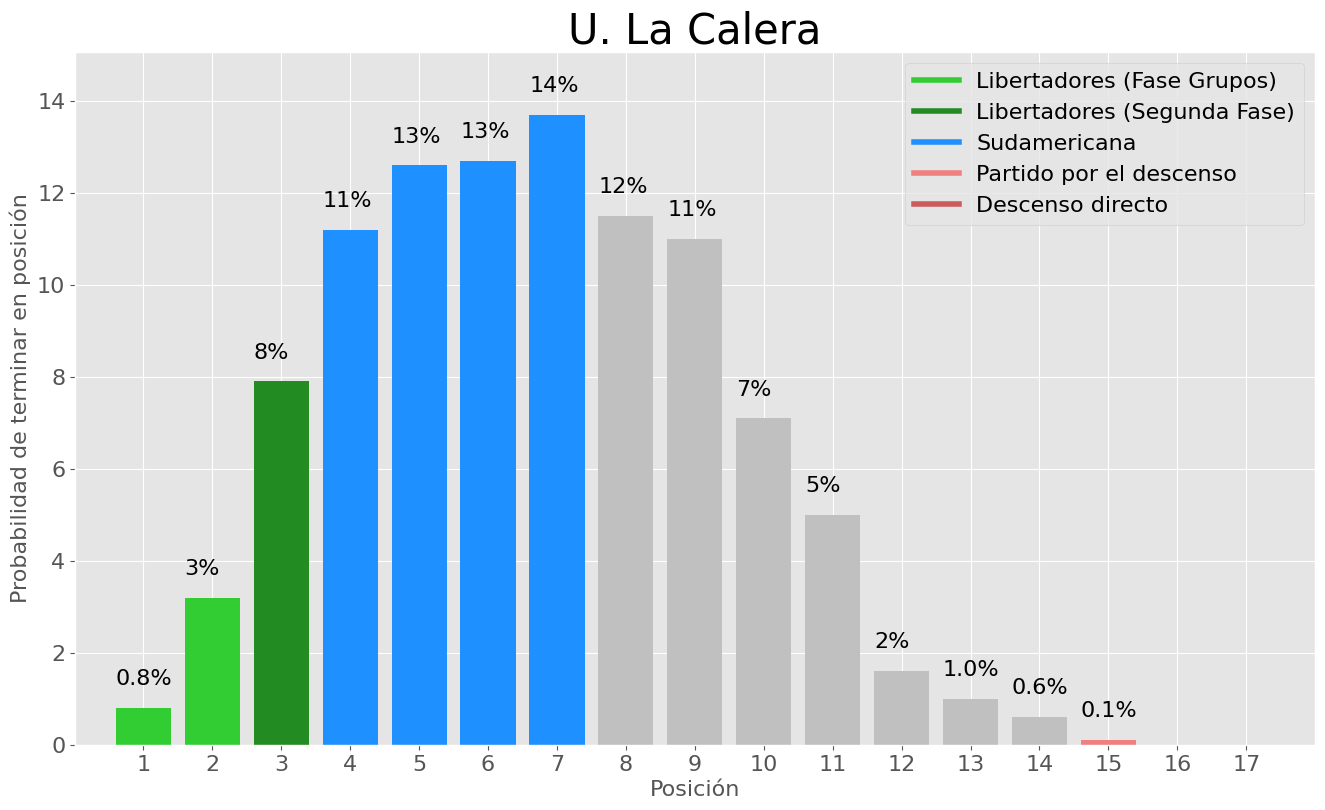 U. La Calera
Libertadores (Fase Grupos)
Libertadores (Segunda Fase)
Sudamericana
Partido por el descenso
Descenso directo
Probabilidad de terminar en posición
14
12
10
8
6
4
2
0
0.8%
3%
8%
11%
13%
13%
14%
12%
11%
7%
5%
2%
1.0%
0.6%
0.1%
1 2 3 4 5 6 7 8 9 10 11 12 13 14 15 16 17
Posición